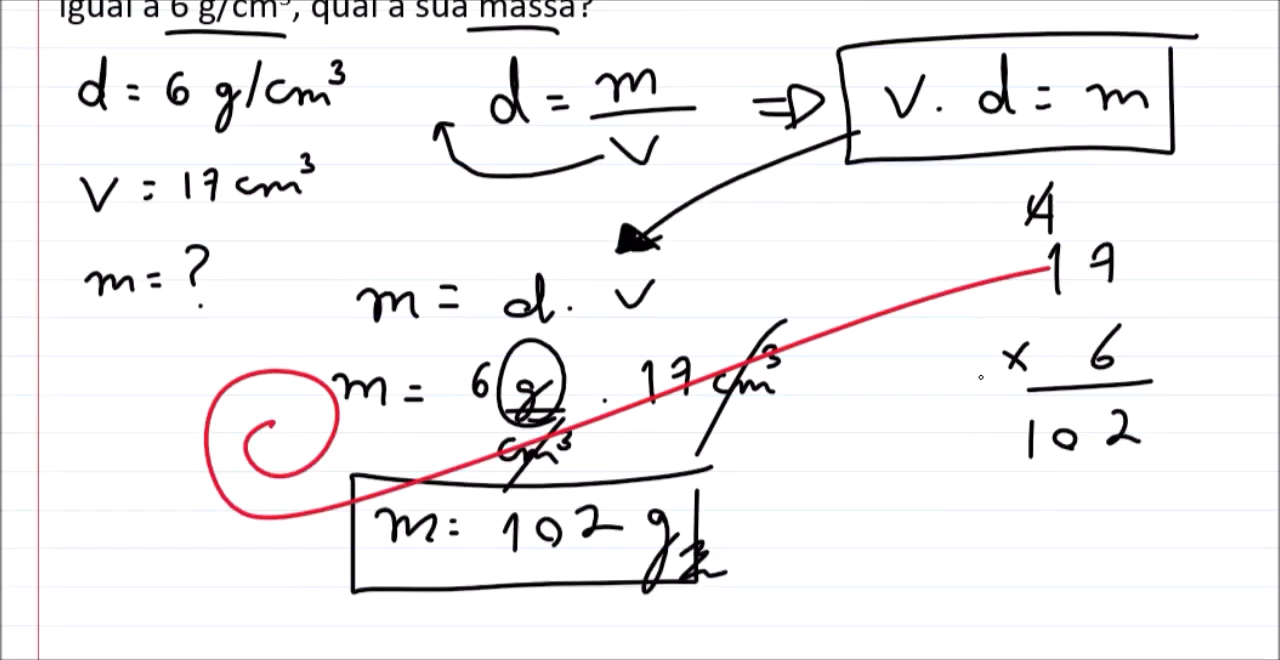 igual a 6 g/cm³, qual a sua massa?
d = 6 g/cm³
V = 17 cm³
m = ?
d = m/V ⇒ V. d = m
m = d. V
m = 6 g/cm³ . 17 cm³
m: 102 g
4
17
x 6
102